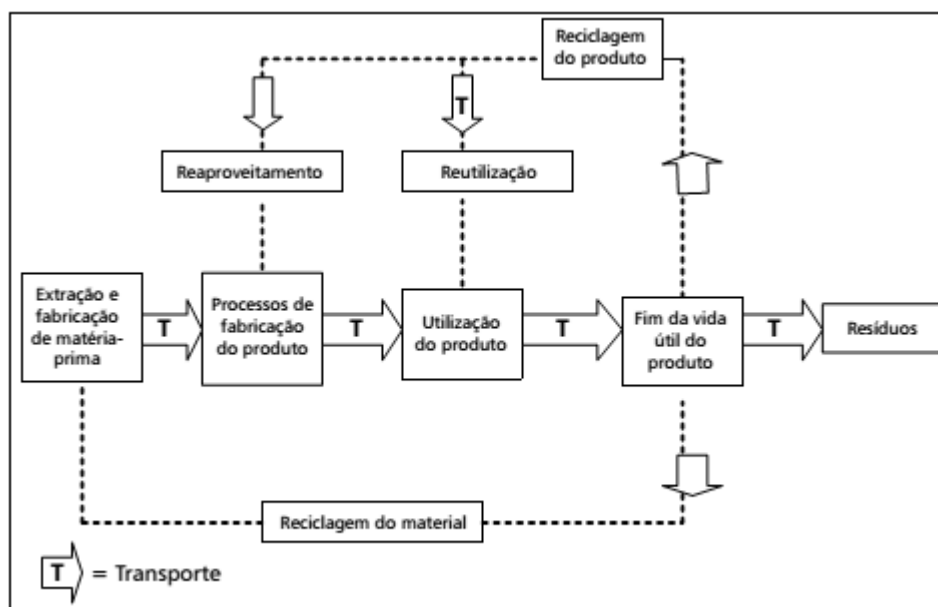 Reciclagem
do produto
T
Reaproveitamento
Reutilização
Extração e
fabricação
de matéria-
prima
T
Processos de
fabricação
do produto
T
Utilização
do produto
T
Fim da vida
útil do
produto
T
Resíduos
Reciclagem do material
T = Transporte